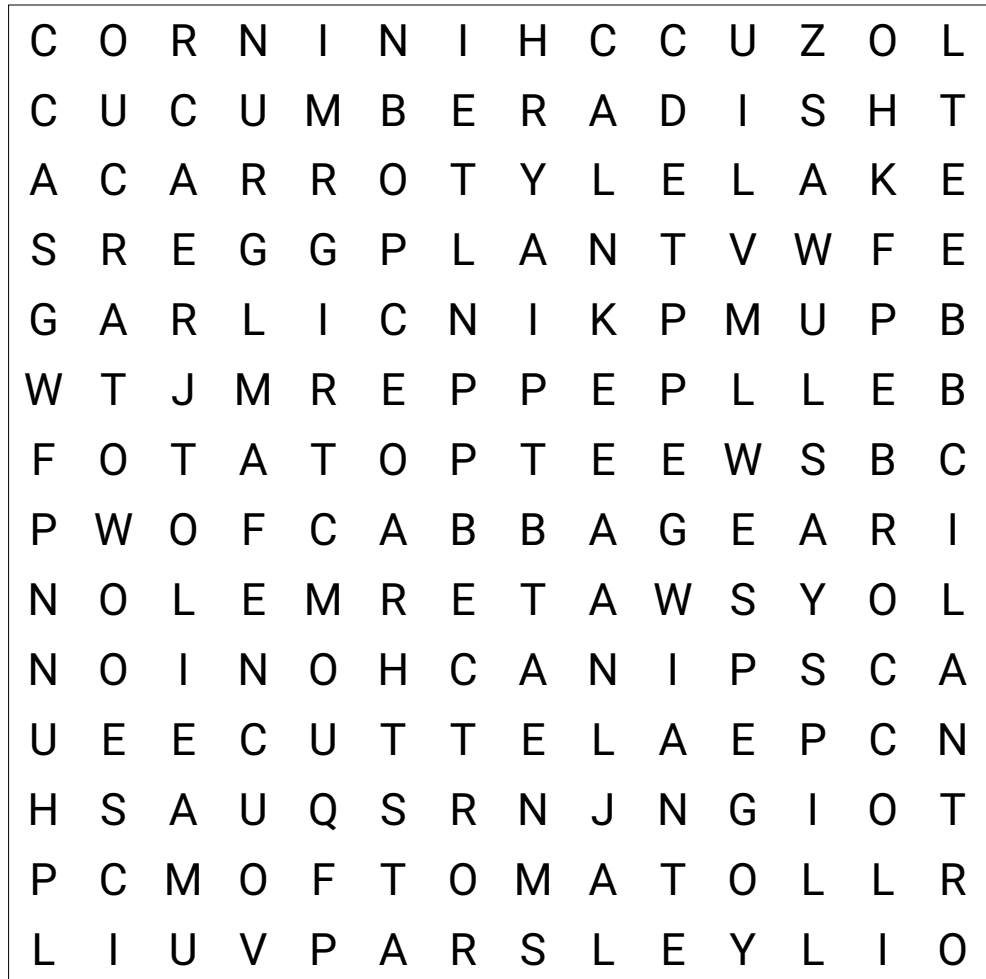 C O R N I N I H C C U Z O L
C U C U M B E R A D I S H T
A C A R R O T Y L E L A K E
S R E G G P L A N T V W F E
G A R L I C N I K P M U P B
W T J M R E P P E P L L E B
F O T A T O P T E E W S B C
P W O F C A B B A G E A R I
N O L E M R E T A W S Y O L
N O I N O H C A N I P S C A
U E E C U T T E L A E P C N
H S A U Q S R N J N G I O T
P C M O F T O M A T O L L R
L I U V P A R S L E Y L I O